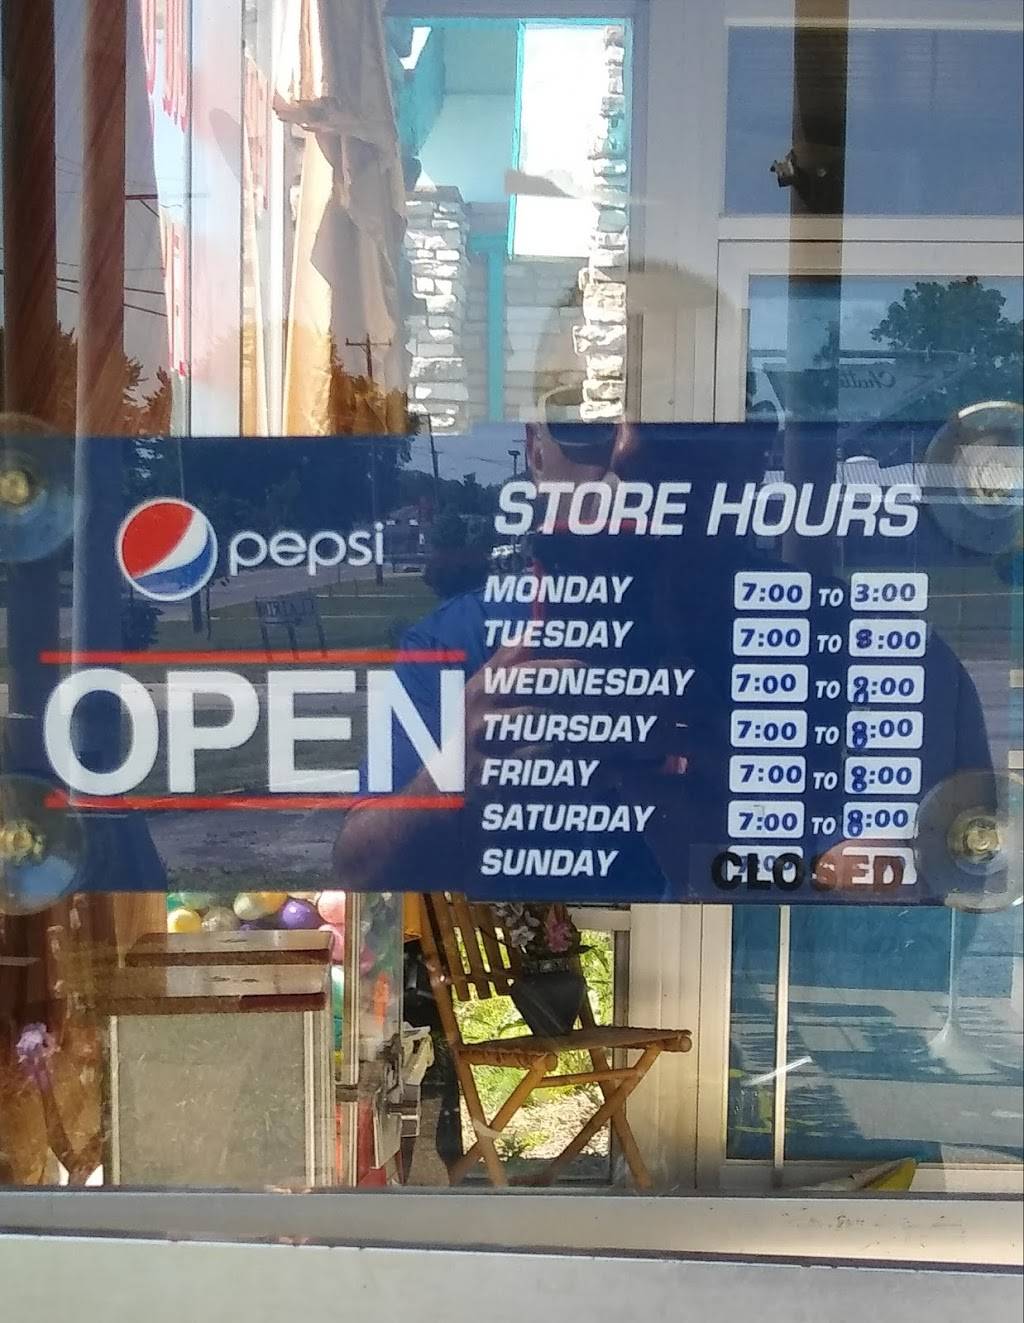 pepsi
OPEN
STORE HOURS
MONDAY 7:00 TO 3:00
TUESDAY 7:00 TO 8:00
WEDNESDAY 7:00 TO 8:00
THURSDAY 7:00 TO 8:00
FRIDAY 7:00 TO 8:00
SATURDAY 7:00 TO 8:00
SUNDAY CLOSED